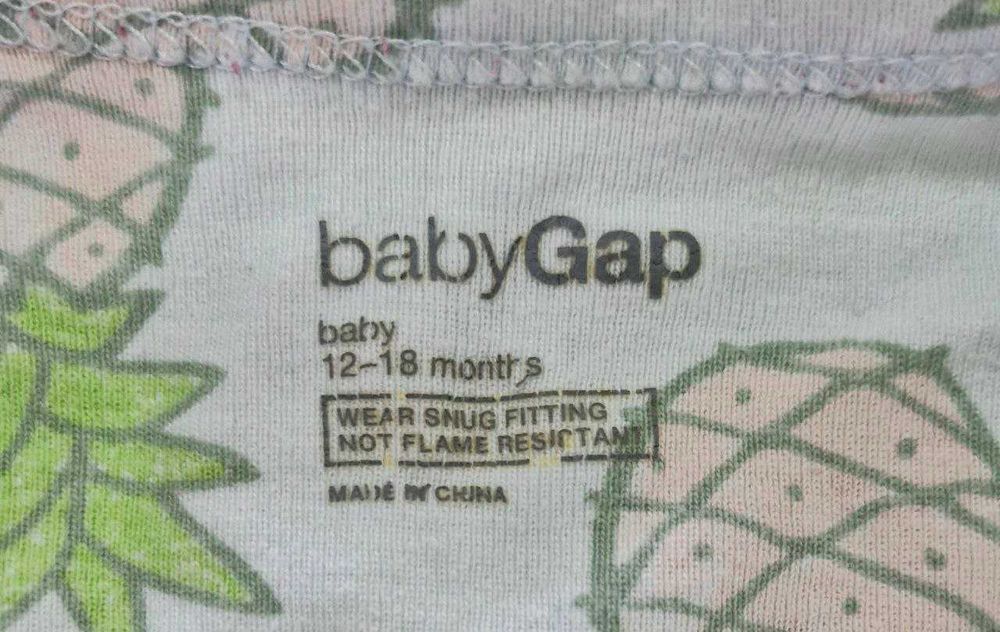 babyGap
baby
12-18 months
WEAR SNUG FITTING
NOT FLAME RESISTANT
MADE IN CHINA